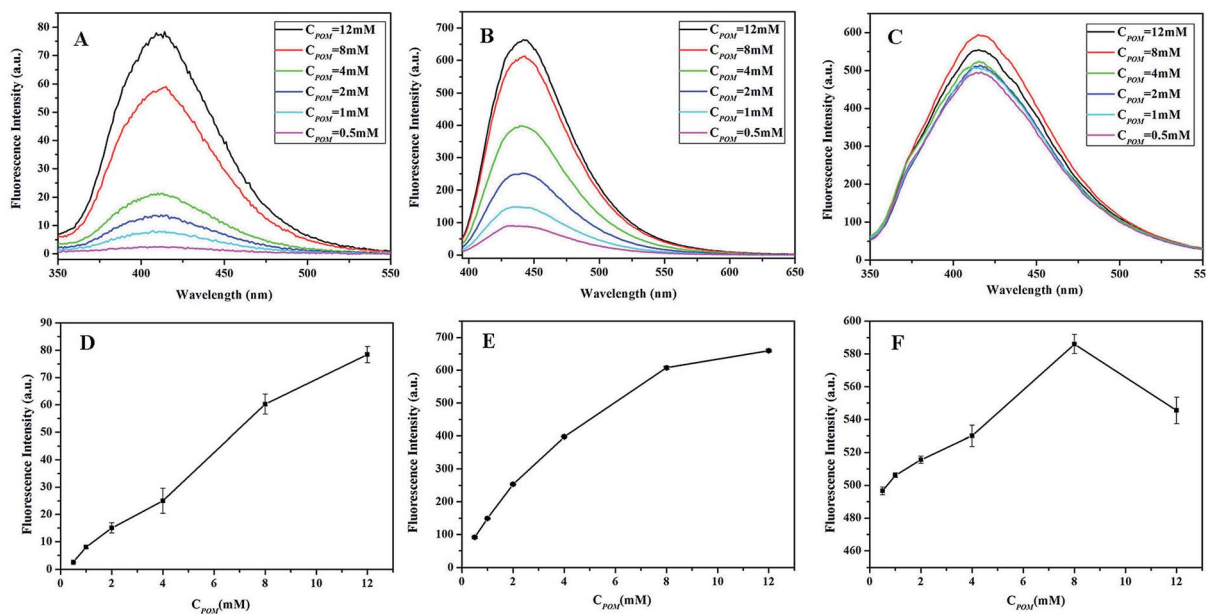 A
C_POM=12mM
C_POM=8mM
C_POM=4mM
C_POM=2mM
C_POM=1mM
C_POM=0.5mM
80
70
60
50
40
30
20
10
0
350
400
450
500
550
Fluorescence Intensity (a.u.)
Wavelength (nm)
B
C_POM=12mM
C_POM=8mM
C_POM=4mM
C_POM=2mM
C_POM=1mM
C_POM=0.5mM
700
600
500
400
300
200
100
0
400
450
500
550
600
650
Fluorescence Intensity (a.u.)
Wavelength (nm)
C
C_POM=12mM
C_POM=8mM
C_POM=4mM
C_POM=2mM
C_POM=1mM
C_POM=0.5mM
600
500
400
300
200
100
0
350
400
450
500
550
Fluorescence Intensity (a.u.)
Wavelength (nm)
D
90
80
70
60
50
40
30
20
10
0
0
2
4
6
8
10
12
Fluorescence Intensity (a.u.)
C_POM(mM)
E
700
600
500
400
300
200
100
0
0
2
4
6
8
10
12
Fluorescence Intensity (a.u.)
C_POM(mM)
F
600
580
560
540
520
500
480
460
0
2
4
6
8
10
12
Fluorescence Intensity (a.u.)
C_POM(mM)